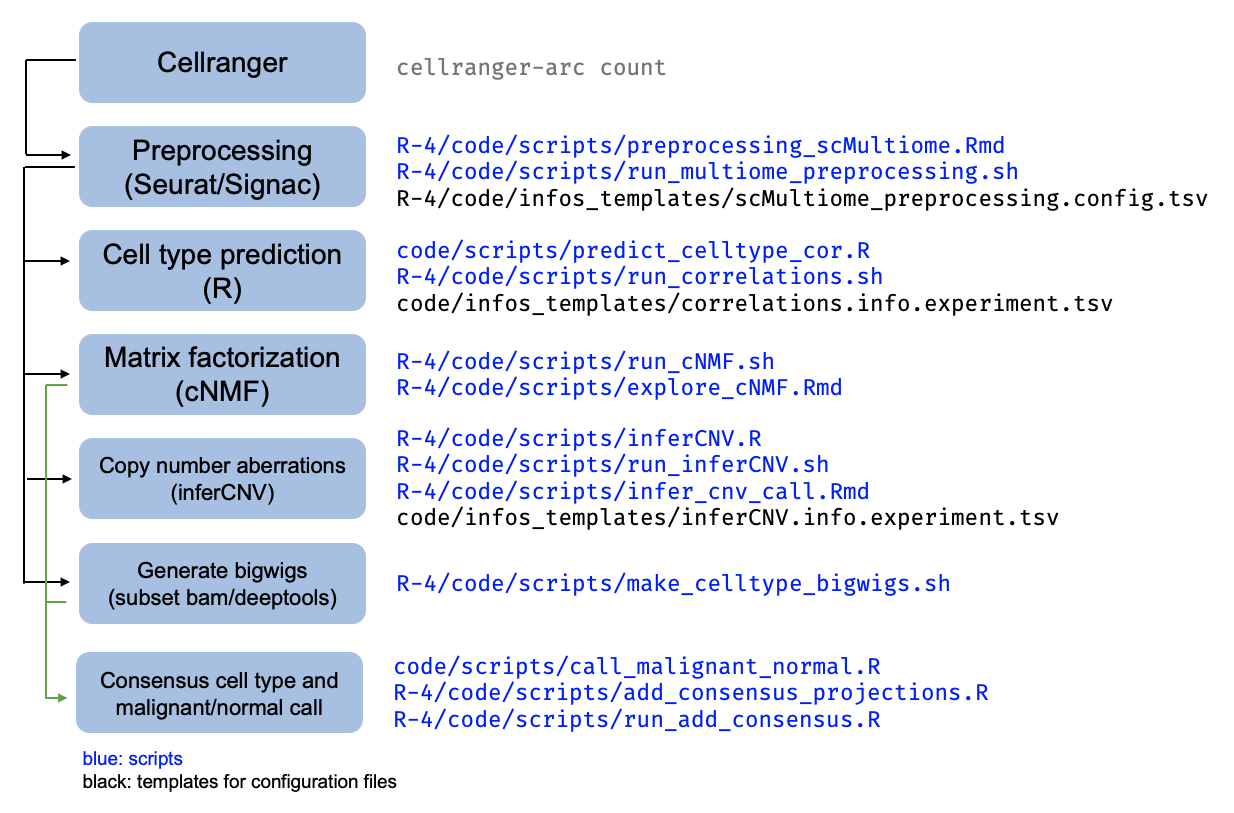 Cellranger
cellranger-arc count
Preprocessing
(Seurat/Signac)
R-4/code/scripts/preprocessing_scMultiome.Rmd
R-4/code/scripts/run_multiome_preprocessing.sh
R-4/code/infos_templates/scMultiome_preprocessing.config.tsv
Cell type prediction
(R)
code/scripts/predict_celltype_cor.R
R-4/code/scripts/run_correlations.sh
code/infos_templates/correlations.info.experiment.tsv
Matrix factorization
(cNMF)
R-4/code/scripts/run_cNMF.sh
R-4/code/scripts/explore_cNMF.Rmd
Copy number aberrations
(inferCNV)
R-4/code/scripts/inferCNV.R
R-4/code/scripts/run_inferCNV.sh
R-4/code/scripts/infer_cnv_call.Rmd
code/infos_templates/inferCNV.info.experiment.tsv
Generate bigwigs
(subset bam/deeptools)
R-4/code/scripts/make_celltype_bigwigs.sh
Consensus cell type and
malignant/normal call
code/scripts/call_malignant_normal.R
R-4/code/scripts/add_consensus_projections.R
R-4/code/scripts/run_add_consensus.R
blue: scripts
black: templates for configuration files